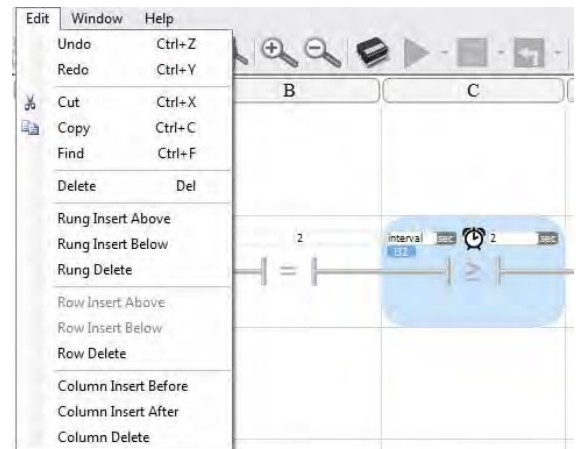 Edit Window Help
Undo Ctrl+Z
Redo Ctrl+Y
Cut Ctrl+X
Copy Ctrl+C
Find Ctrl+F
Delete Del
Rung Insert Above
Rung Insert Below
Rung Delete
Row Insert Above
Row Insert Below
Row Delete
Column Insert Before
Column Insert After
Column Delete
B C
2 interval sec 2 sec
I32
= ≥